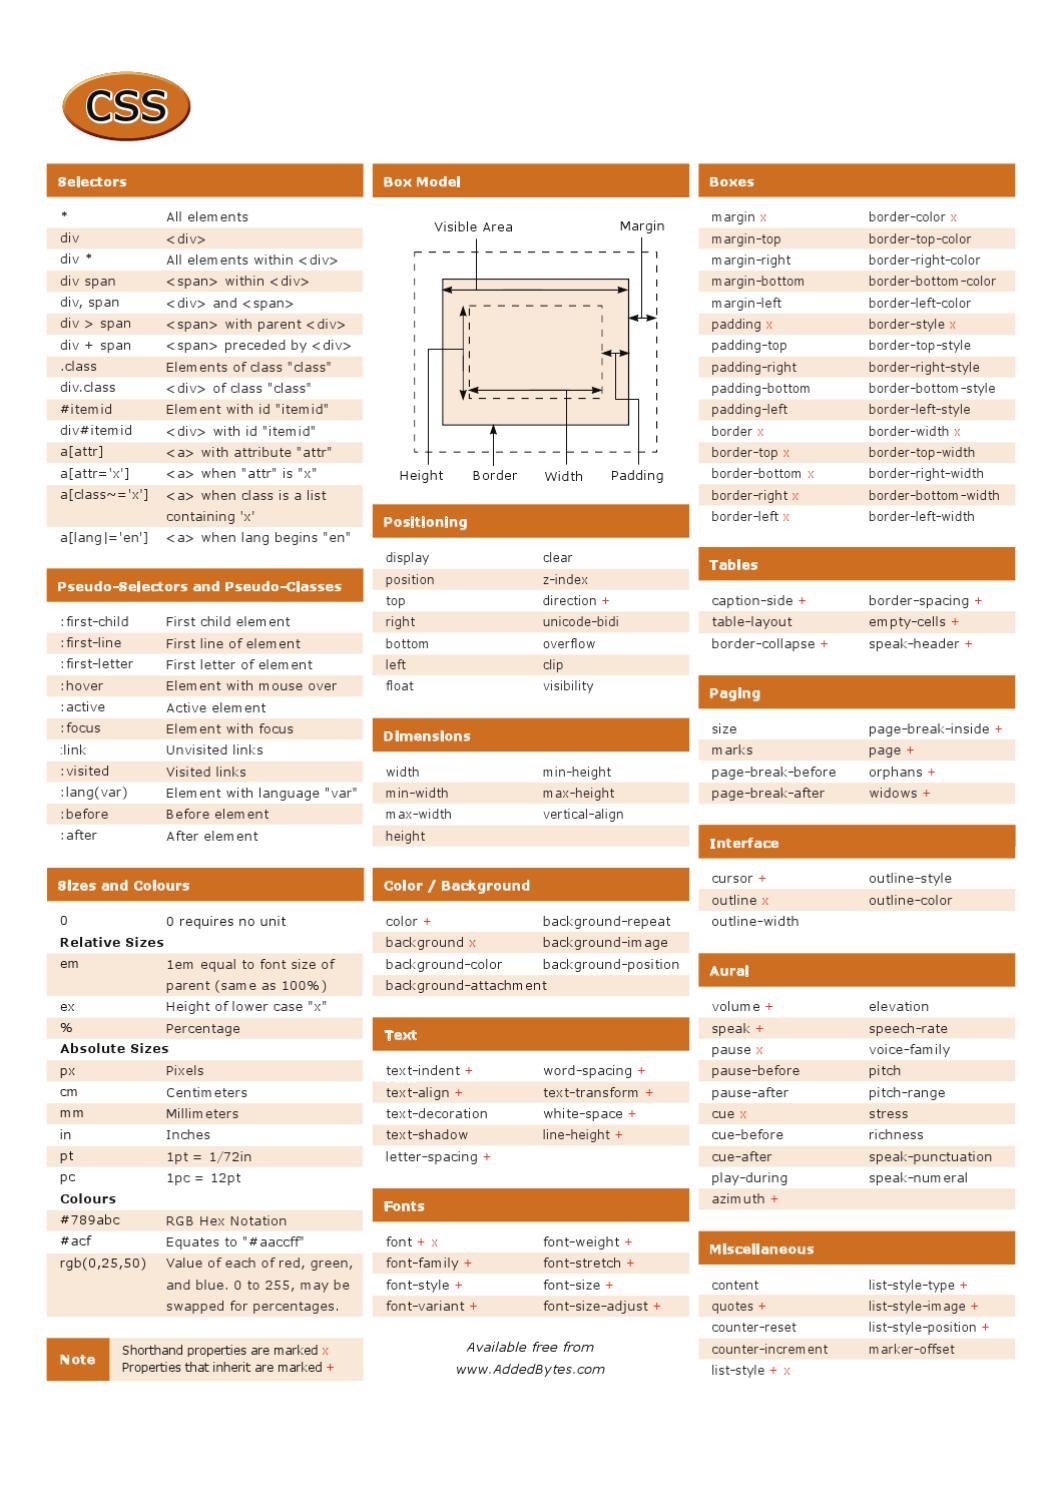 CSS
Selectors
* All elements
div <div>
div * All elements within <div>
div span <span> within <div>
div, span <div> and <span>
div > span <span> with parent <div>
div + span <span> preceded by <div>
.class Elements of class "class"
div.class <div> of class "class"
#itemid Element with id "itemid"
div#itemid <div> with id "itemid"
a[attr] <a> with attribute "attr"
a[attr='x'] <a> when "attr" is "x"
a[class~='x'] <a> when class is a list
containing 'x'
a[lang|='en'] <a> when lang begins "en"
Pseudo-Selectors and Pseudo-Classes
:first-child First child element
:first-line First line of element
:first-letter First letter of element
:hover Element with mouse over
:active Active element
:focus Element with focus
:link Unvisited links
:visited Visited links
:lang(var) Element with language "var"
:before Before element
:after After element
Sizes and Colours
0 0 requires no unit
Relative Sizes
em 1em equal to font size of
parent (same as 100%)
ex Height of lower case "x"
% Percentage
Absolute Sizes
px Pixels
cm Centimeters
mm Millimeters
in Inches
pt 1pt = 1/72in
pc 1pc = 12pt
Colours
#789abc RGB Hex Notation
#acf Equates to "#aaccff"
rgb(0,25,50) Value of each of red, green,
and blue. 0 to 255, may be
swapped for percentages.
Note
Shorthand properties are marked x
Properties that inherit are marked +
Box Model
Visible Area Margin
Height Border Width Padding
Positioning
display clear
position z-index
top direction +
right unicode-bidi
bottom overflow
left clip
float visibility
Dimensions
width min-height
min-width max-height
max-width vertical-align
height
Color / Background
color + background-repeat
background x background-image
background-color background-position
background-attachment
Text
text-indent + word-spacing +
text-align + text-transform +
text-decoration white-space +
text-shadow line-height +
letter-spacing +
Fonts
font + x font-weight +
font-family + font-stretch +
font-style + font-size +
font-variant + font-size-adjust +
Available free from
www.AddedBytes.com
Boxes
margin x border-color x
margin-top border-top-color
margin-right border-right-color
margin-bottom border-bottom-color
margin-left border-left-color
padding x border-style x
padding-top border-top-style
padding-right border-right-style
padding-bottom border-bottom-style
padding-left border-left-style
border x border-width x
border-top x border-top-width
border-bottom x border-right-width
border-right x border-bottom-width
border-left x border-left-width
Tables
caption-side + border-spacing +
table-layout empty-cells +
border-collapse + speak-header +
Paging
size page-break-inside +
marks page +
page-break-before orphans +
page-break-after widows +
Interface
cursor + outline-style
outline x outline-color
outline-width
Aural
volume + elevation
speak + speech-rate
pause x voice-family
pause-before pitch
pause-after pitch-range
cue x stress
cue-before richness
cue-after speak-punctuation
play-during speak-numeral
azimuth +
Miscellaneous
content list-style-type +
quotes + list-style-image +
counter-reset list-style-position +
counter-increment marker-offset
list-style + x